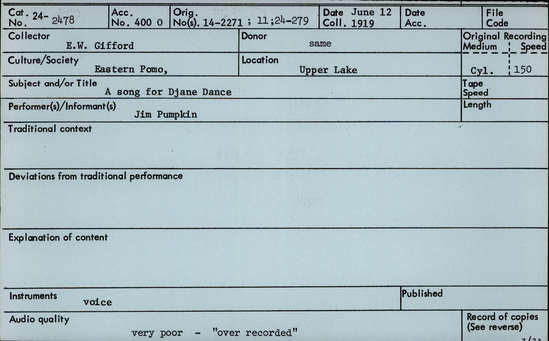 Cat. 24-2478 Acc. No. 400 O Orig. No(s). 14-2271 ; 11;24-279 Date June 12 Coll. 1919 Date Acc. File Code
Collector E.W. Gifford Donor same Original Recording Medium Speed
Culture/Society Eastern Pomo, Location Upper Lake Cyl. 150
Subject and/or Title A song for Djane Dance Tape Speed
Performer(s)/Informant(s) Jim Pumpkin Length
Traditional context
Deviations from traditional performance
Explanation of content
Instruments voice Published
Audio quality very poor - "over recorded" Record of copies (See reverse)